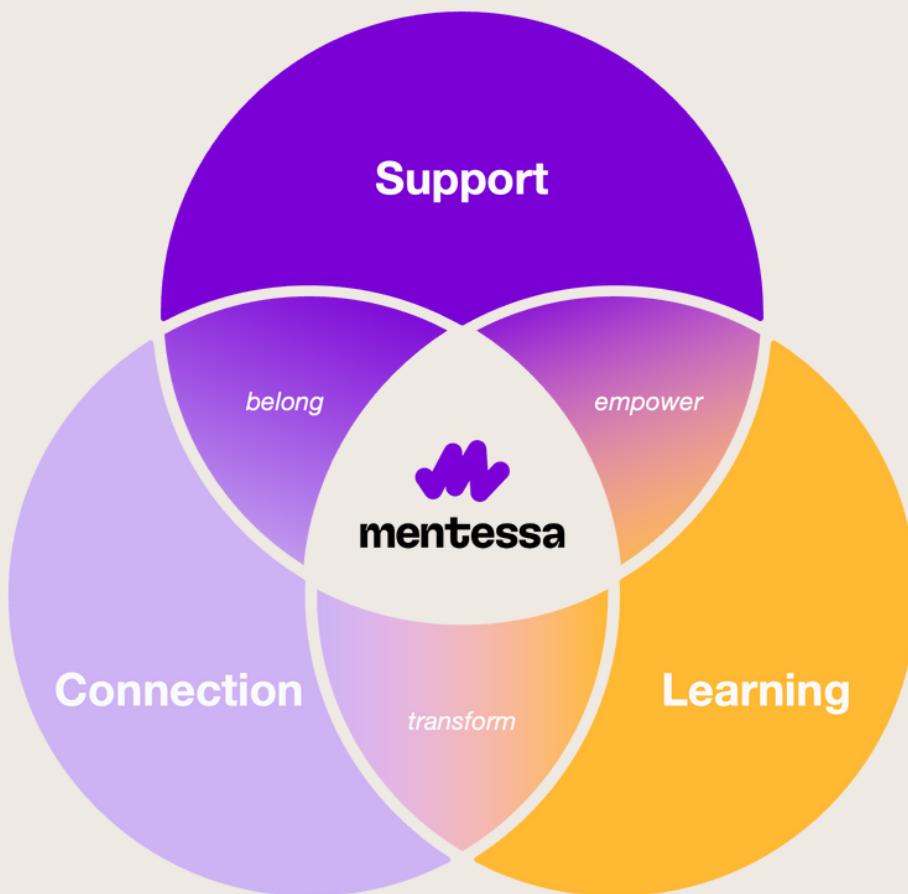 Support
belong
empower
mentessa
Connection
Learning
transform